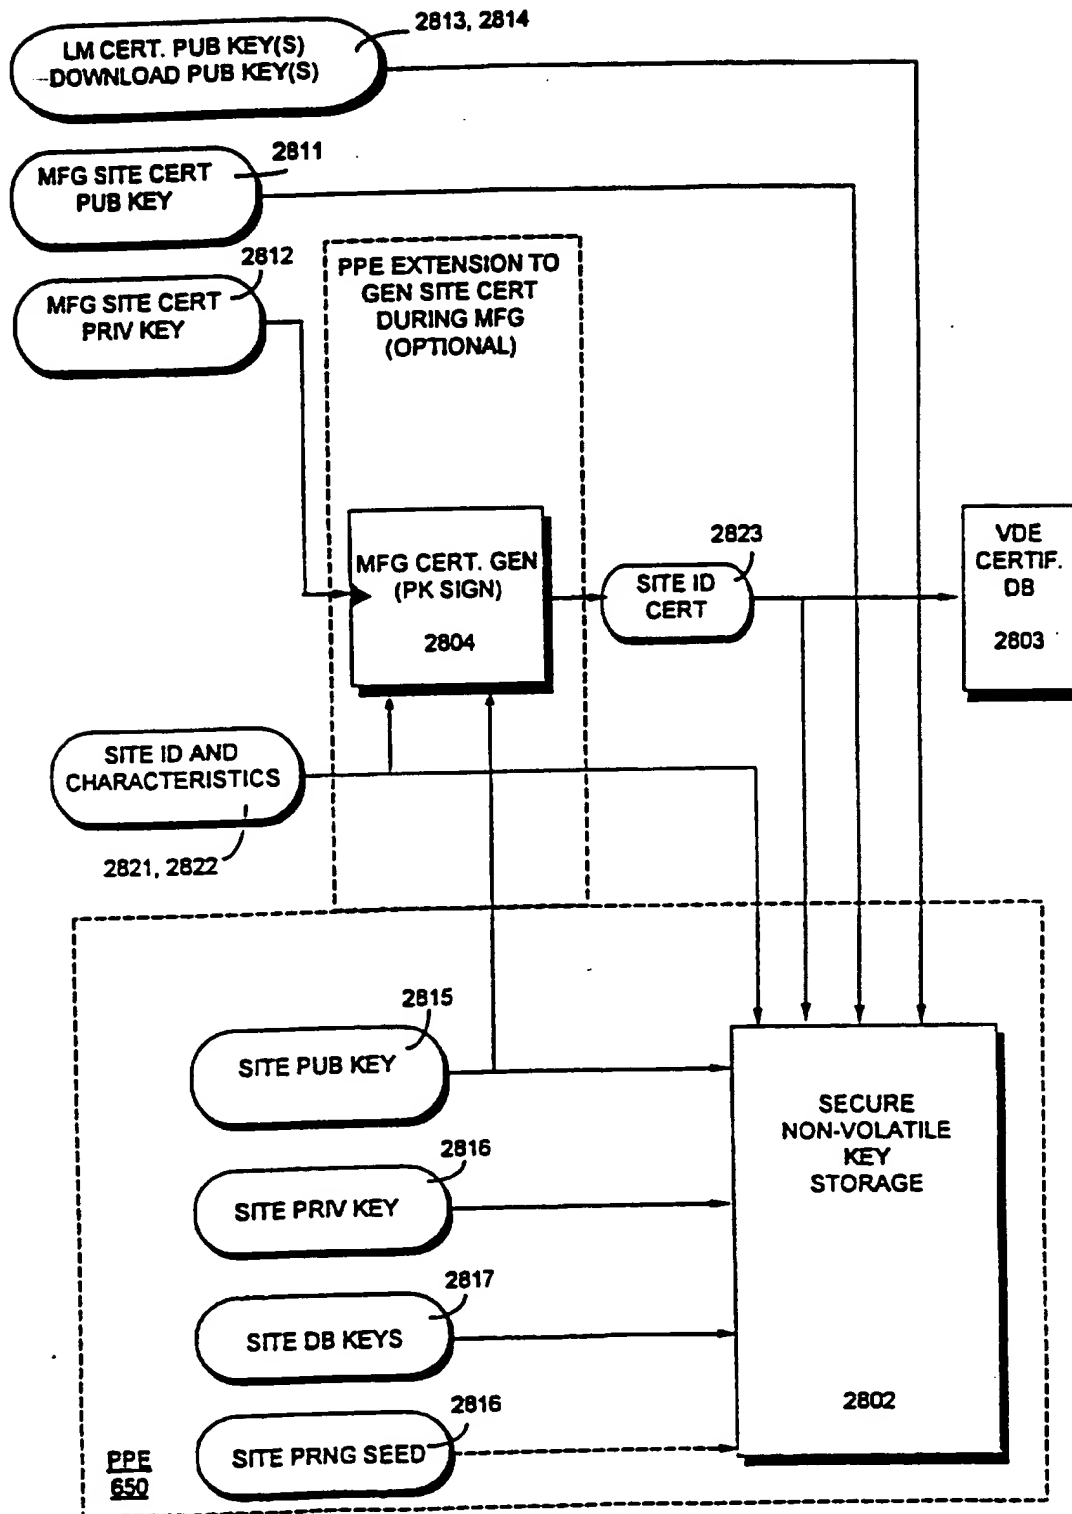 2813, 2814
LM CERT. PUB KEY(S)
DOWNLOAD PUB KEY(S)
2811
MFG SITE CERT
PUB KEY
2812
MFG SITE CERT
PRIV KEY
PPE EXTENSION TO
GEN SITE CERT
DURING MFG
(OPTIONAL)
MFG CERT. GEN
(PK SIGN)
2804
2823
SITE ID
CERT
VDE
CERTIF.
DB
2803
SITE ID AND
CHARACTERISTICS
2821, 2822
2815
SITE PUB KEY
2816
SITE PRIV KEY
2817
SITE DB KEYS
2816
SITE PRNG SEED
SECURE
NON-VOLATILE
KEY
STORAGE
2802
PPE
650